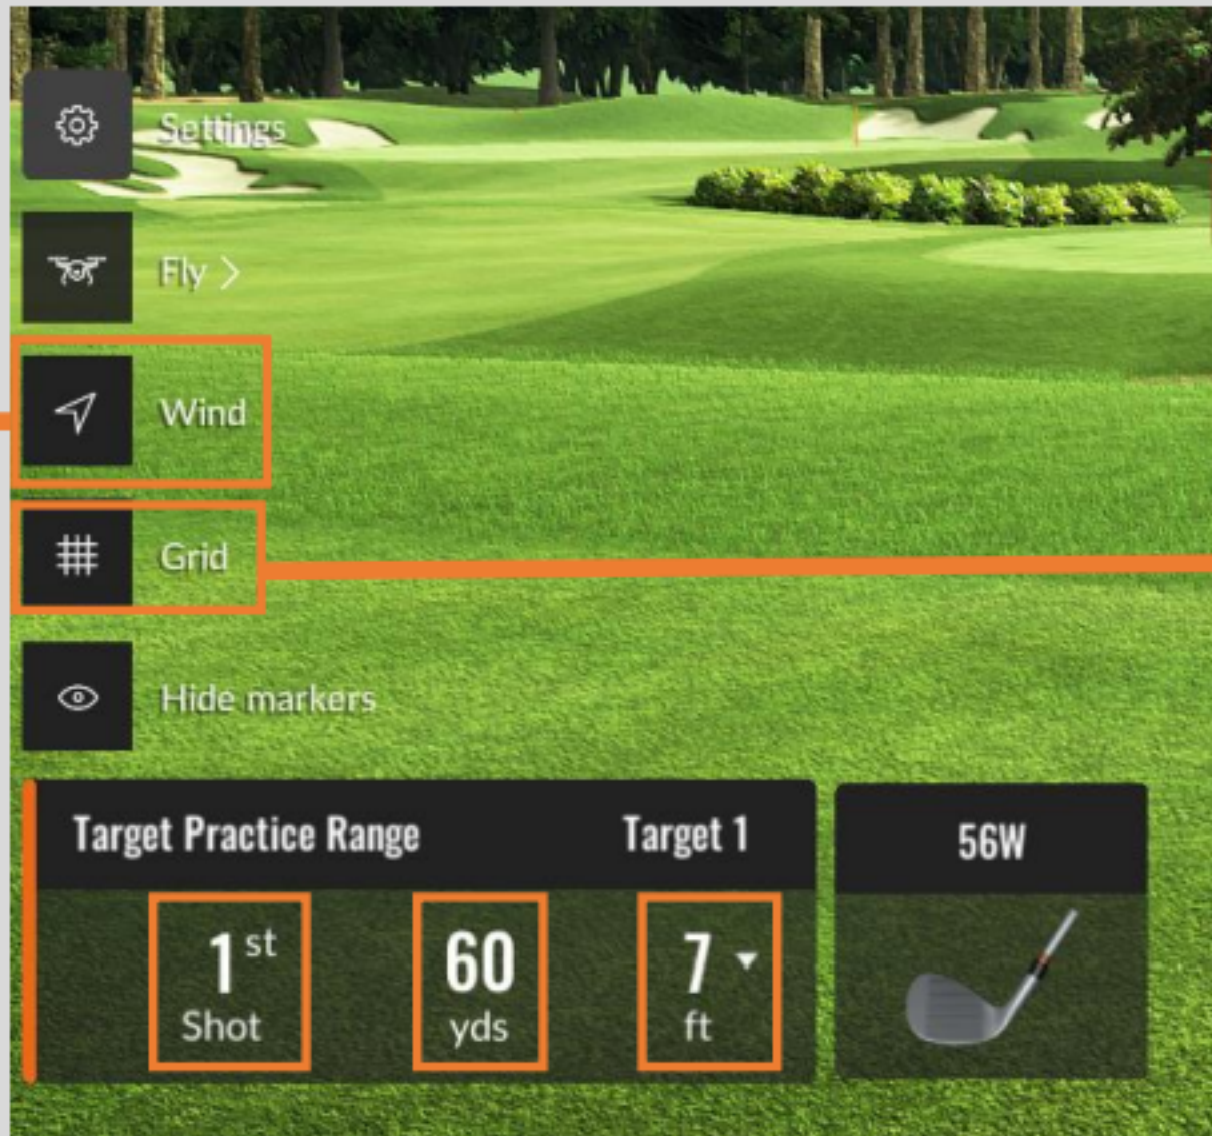 Settings
Fly >
Wind
Grid
Hide markers
Target Practice Range Target 1
56W
1st
Shot
60
yds
7
ft